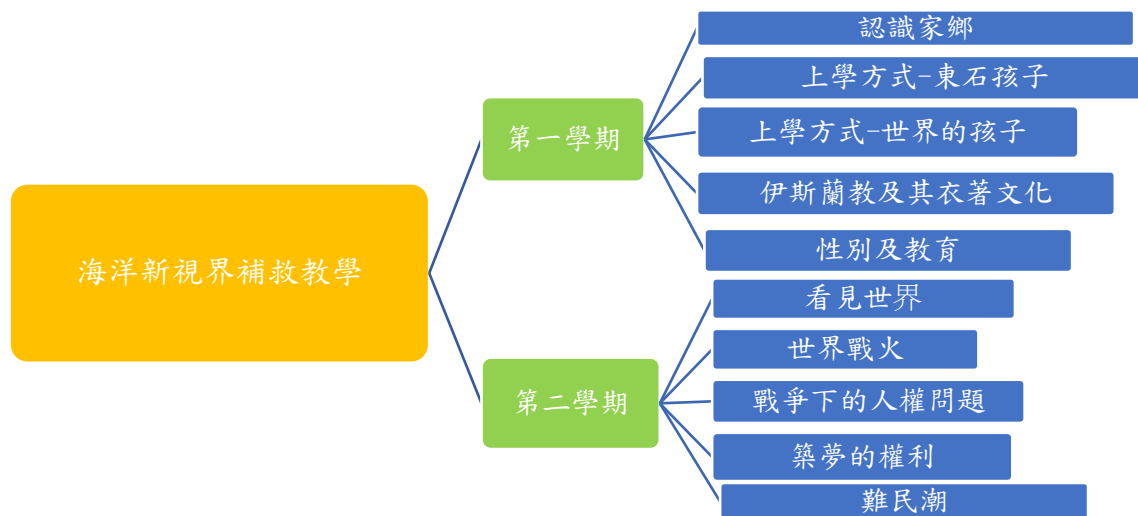 海洋新視界補救教學
第一學期
認識家鄉
上學方式-東石孩子
上學方式-世界的孩子
伊斯蘭教及其衣著文化
性別及教育
第二學期
看見世界
世界戰火
戰爭下的人權問題
築夢的權利
難民潮